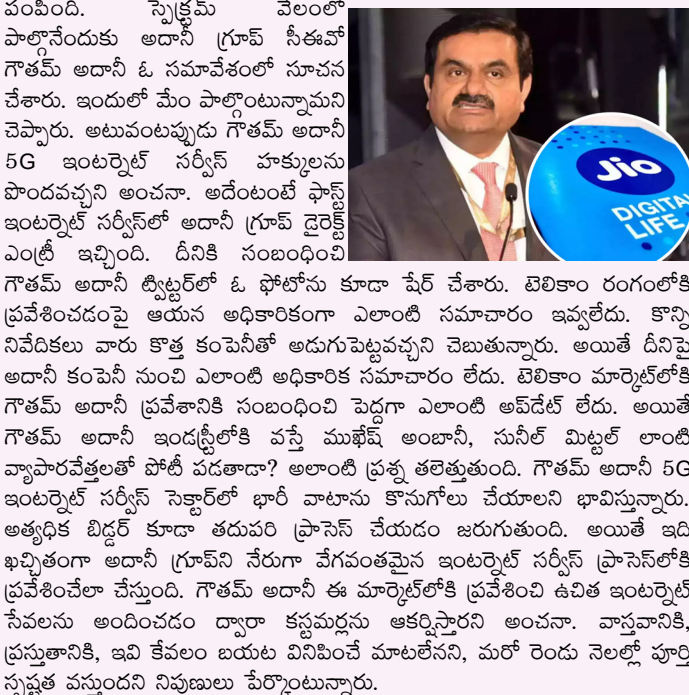 పంపింది. స్పెక్ట్రమ్ వేలంలో
పాల్గొనేందుకు అదానీ గ్రూప్ సీఈవో
గౌతమ్ అదానీ ఓ సమావేశంలో సూచన
చేశారు. ఇందులో మేం పాల్గొంటున్నామని
చెప్పారు. అటువంటప్పుడు గౌతమ్ అదానీ
5G ఇంటర్నెట్ సర్వీస్ హక్కులను
పొందవచ్చని అంచనా. అదేంటంటే ఫాస్ట్
ఇంటర్నెట్ సర్వీస్‌లో అదానీ గ్రూప్ డైరెక్ట్
ఎంట్రీ ఇచ్చింది. దీనికి సంబంధించి
Jio
DIGITAL
LIFE
గౌతమ్ అదానీ ట్విట్టర్‌లో ఓ ఫోటోను కూడా షేర్ చేశారు. టెలికాం రంగంలోకి
ప్రవేశించడంపై ఆయన అధికారికంగా ఎలాంటి సమాచారం ఇవ్వలేదు. కొన్ని
నివేదికలు వారు కొత్త కంపెనీతో అడుగుపెట్టవచ్చని చెబుతున్నారు. అయితే దీనిపై
అదానీ కంపెనీ నుంచి ఎలాంటి అధికారిక సమాచారం లేదు. టెలికాం మార్కెట్‌లోకి
గౌతమ్ అదానీ ప్రవేశానికి సంబంధించి పెద్దగా ఎలాంటి అప్‌డేట్ లేదు. అయితే
గౌతమ్ అదానీ ఇండస్ట్రీలోకి వస్తే ముఖేష్ అంబానీ, సునీల్ మిట్టల్ లాంటి
వ్యాపారవేత్తలతో పోటీ పడతాడా? అలాంటి ప్రశ్న తలెత్తుతుంది. గౌతమ్ అదానీ 5G
ఇంటర్నెట్ సర్వీస్ సెక్టార్‌లో భారీ వాటాను కొనుగోలు చేయాలని భావిస్తున్నారు.
అత్యధిక బిడ్డర్ కూడా తదుపరి ప్రాసెస్ చేయడం జరుగుతుంది. అయితే ఇది
ఖచ్చితంగా అదానీ గ్రూప్‌ని నేరుగా వేగవంతమైన ఇంటర్నెట్ సర్వీస్ ప్రాసెస్‌లోకి
ప్రవేశించేలా చేస్తుంది. గౌతమ్ అదానీ ఈ మార్కెట్‌లోకి ప్రవేశించి ఉచిత ఇంటర్నెట్
సేవలను అందించడం ద్వారా కస్టమర్లను ఆకర్షిస్తారని అంచనా. వాస్తవానికి,
ప్రస్తుతానికి, ఇవి కేవలం బయట వినిపించే మాటలేనని, మరో రెండు నెలల్లో పూర్తి
స్పష్టత వస్తుందని నిపుణులు పేర్కొంటున్నారు.